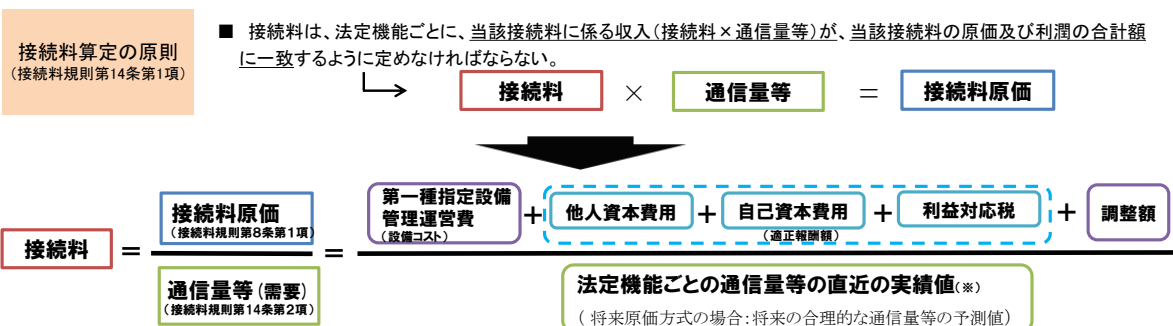 接続料算定の原則
(接続料規則第14条第1項)
■ 接続料は、法定機能ごとに、当該接続料に係る収入(接続料×通信量等)が、当該接続料の原価及び利潤の合計額
に一致するように定めなければならない。
接続料 × 通信量等 = 接続料原価
接続料 =
接続料原価
(接続料規則第8条第1項)
通信量等(需要)
(接続料規則第14条第2項)
=
第一種指定設備
管理運営費
(設備コスト)
+ 他人資本費用 + 自己資本費用 + 利益対応税 + 調整額
(適正報酬額)
法定機能ごとの通信量等の直近の実績値(※)
( 将来原価方式の場合:将来の合理的な通信量等の予測値)